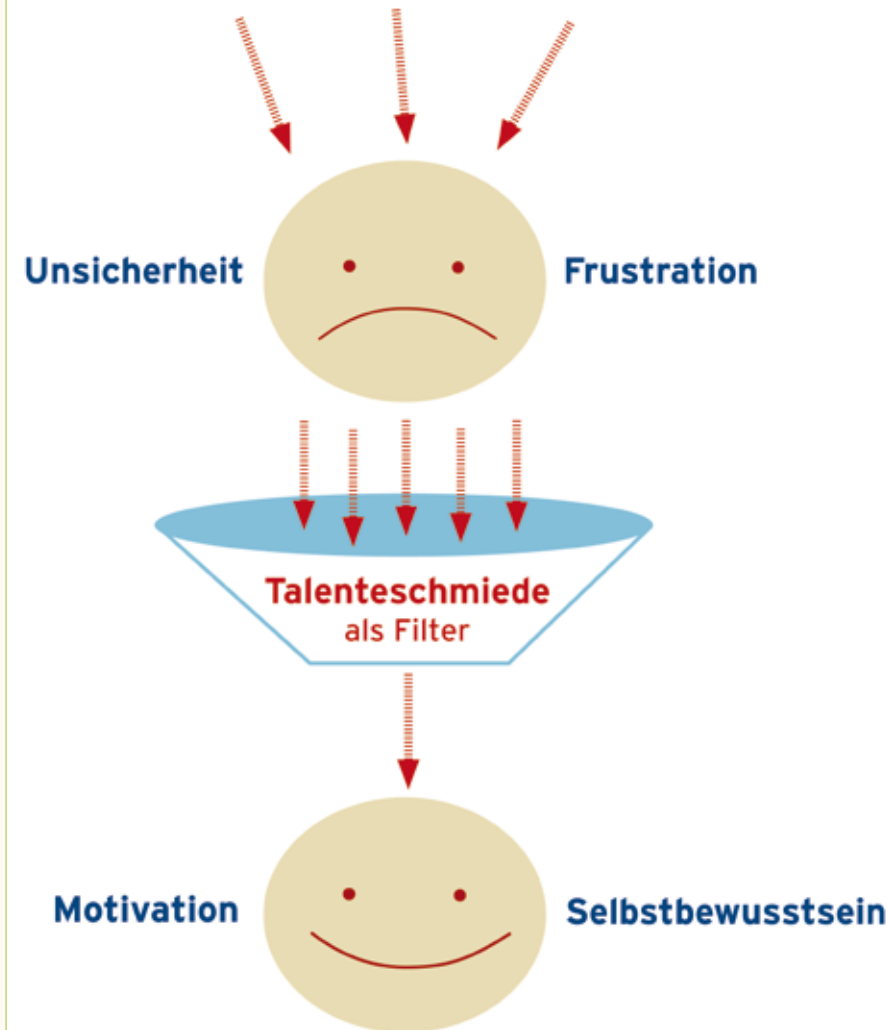 Unsicherheit
Frustration
Talenteschmiede
als Filter
Motivation
Selbstbewusstsein